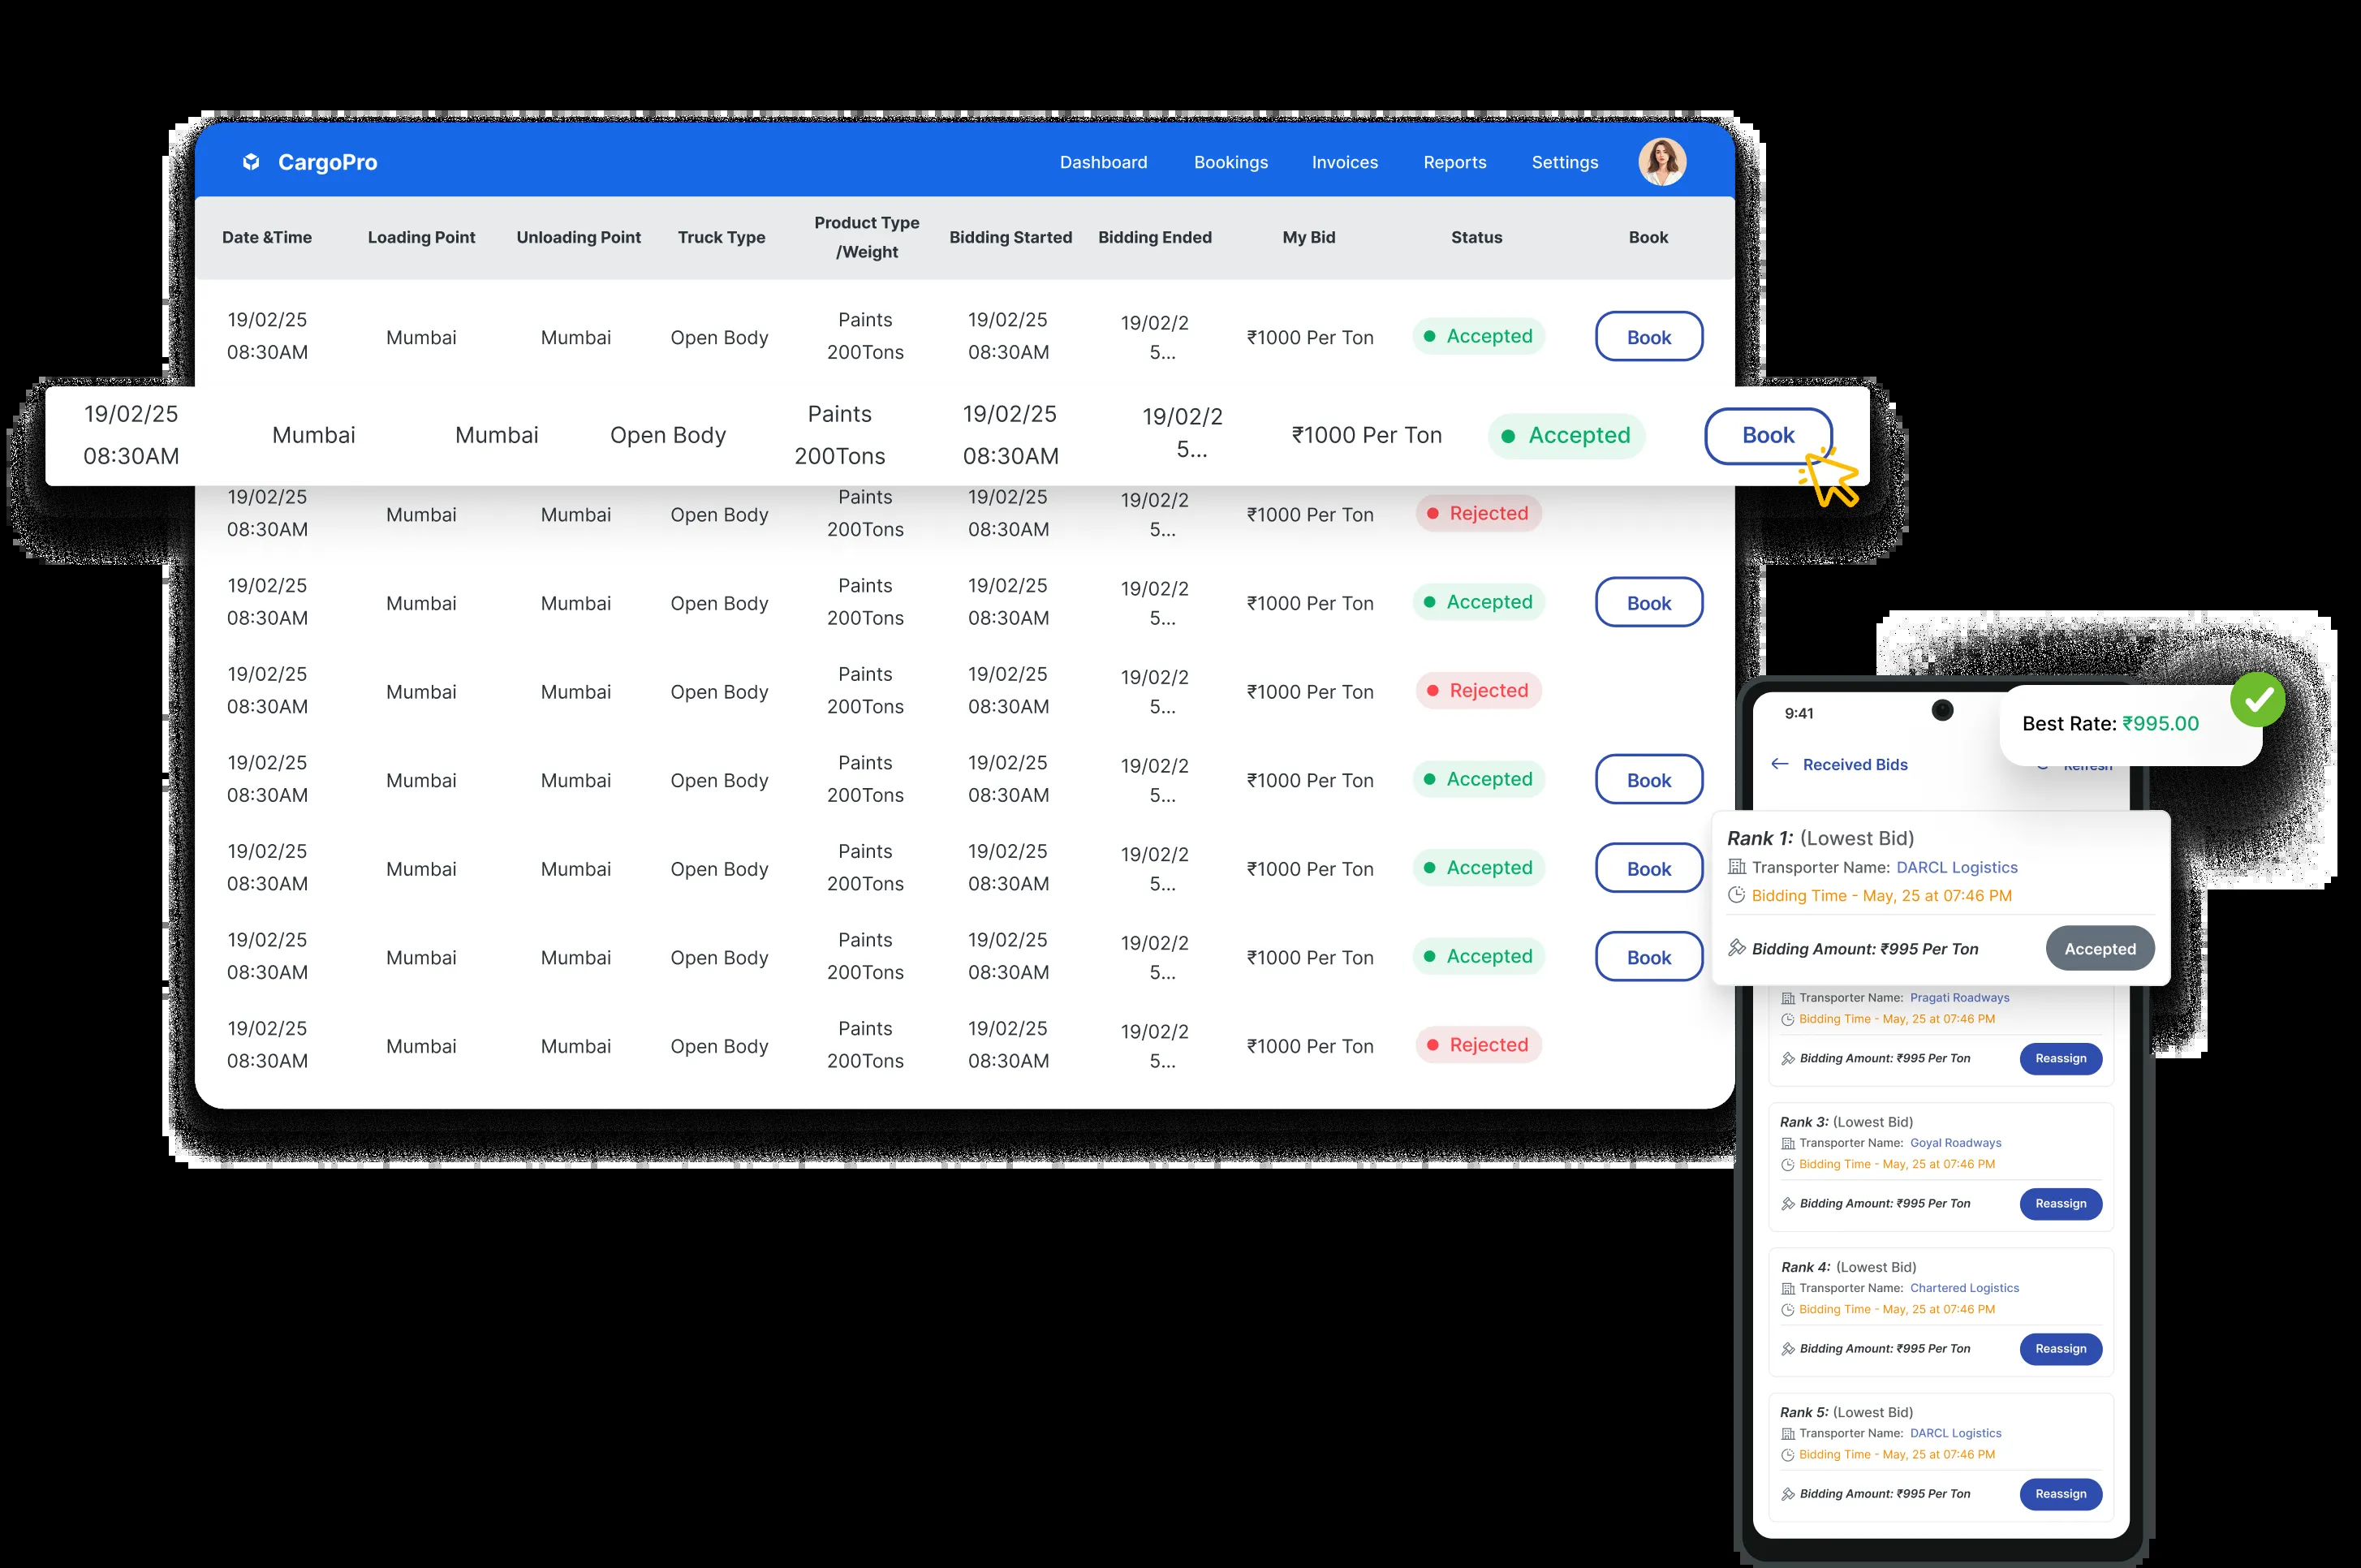 CargoPro Dashboard Bookings Invoices Reports Settings
Date &Time Loading Point Unloading Point Truck Type Product Type /Weight Bidding Started Bidding Ended My Bid Status Book
19/02/25 Paints 19/02/25 19/02/2
Mumbai Mumbai Open Body ₹1000 Per Ton Accepted Book
08:30AM 200Tons 08:30AM 5...
19/02/25 Paints 19/02/25 19/02/2
Mumbai Mumbai Open Body ₹1000 Per Ton Accepted Book
08:30AM 200Tons 08:30AM 5...
19/02/25 Paints 19/02/25 19/02/2
Mumbai Mumbai Open Body ₹1000 Per Ton Rejected
08:30AM 200Tons 08:30AM 5...
19/02/25 Paints 19/02/25 19/02/2
Mumbai Mumbai Open Body ₹1000 Per Ton Accepted Book
08:30AM 200Tons 08:30AM 5...
19/02/25 Paints 19/02/25 19/02/2
Mumbai Mumbai Open Body ₹1000 Per Ton Rejected
08:30AM 200Tons 08:30AM 5...
19/02/25 Paints 19/02/25 19/02/2
Mumbai Mumbai Open Body ₹1000 Per Ton Accepted Book
08:30AM 200Tons 08:30AM 5...
19/02/25 Paints 19/02/25 19/02/2
Mumbai Mumbai Open Body ₹1000 Per Ton Accepted Book
08:30AM 200Tons 08:30AM 5...
19/02/25 Paints 19/02/25 19/02/2
Mumbai Mumbai Open Body ₹1000 Per Ton Accepted Book
08:30AM 200Tons 08:30AM 5...
19/02/25 Paints 19/02/25 19/02/2
Mumbai Mumbai Open Body ₹1000 Per Ton Rejected
08:30AM 200Tons 08:30AM 5...
9:41
Best Rate: ₹995.00
Received Bids Refresh
Rank 1: (Lowest Bid)
Transporter Name: DARCL Logistics
Bidding Time - May, 25 at 07:46 PM
Bidding Amount: ₹995 Per Ton Accepted
Transporter Name: Pragati Roadways
Bidding Time - May, 25 at 07:46 PM
Bidding Amount: ₹995 Per Ton Reassign
Rank 3: (Lowest Bid)
Transporter Name: Goyal Roadways
Bidding Time - May, 25 at 07:46 PM
Bidding Amount: ₹995 Per Ton Reassign
Rank 4: (Lowest Bid)
Transporter Name: Chartered Logistics
Bidding Time - May, 25 at 07:46 PM
Bidding Amount: ₹995 Per Ton Reassign
Rank 5: (Lowest Bid)
Transporter Name: DARCL Logistics
Bidding Time - May, 25 at 07:46 PM
Bidding Amount: ₹995 Per Ton Reassign